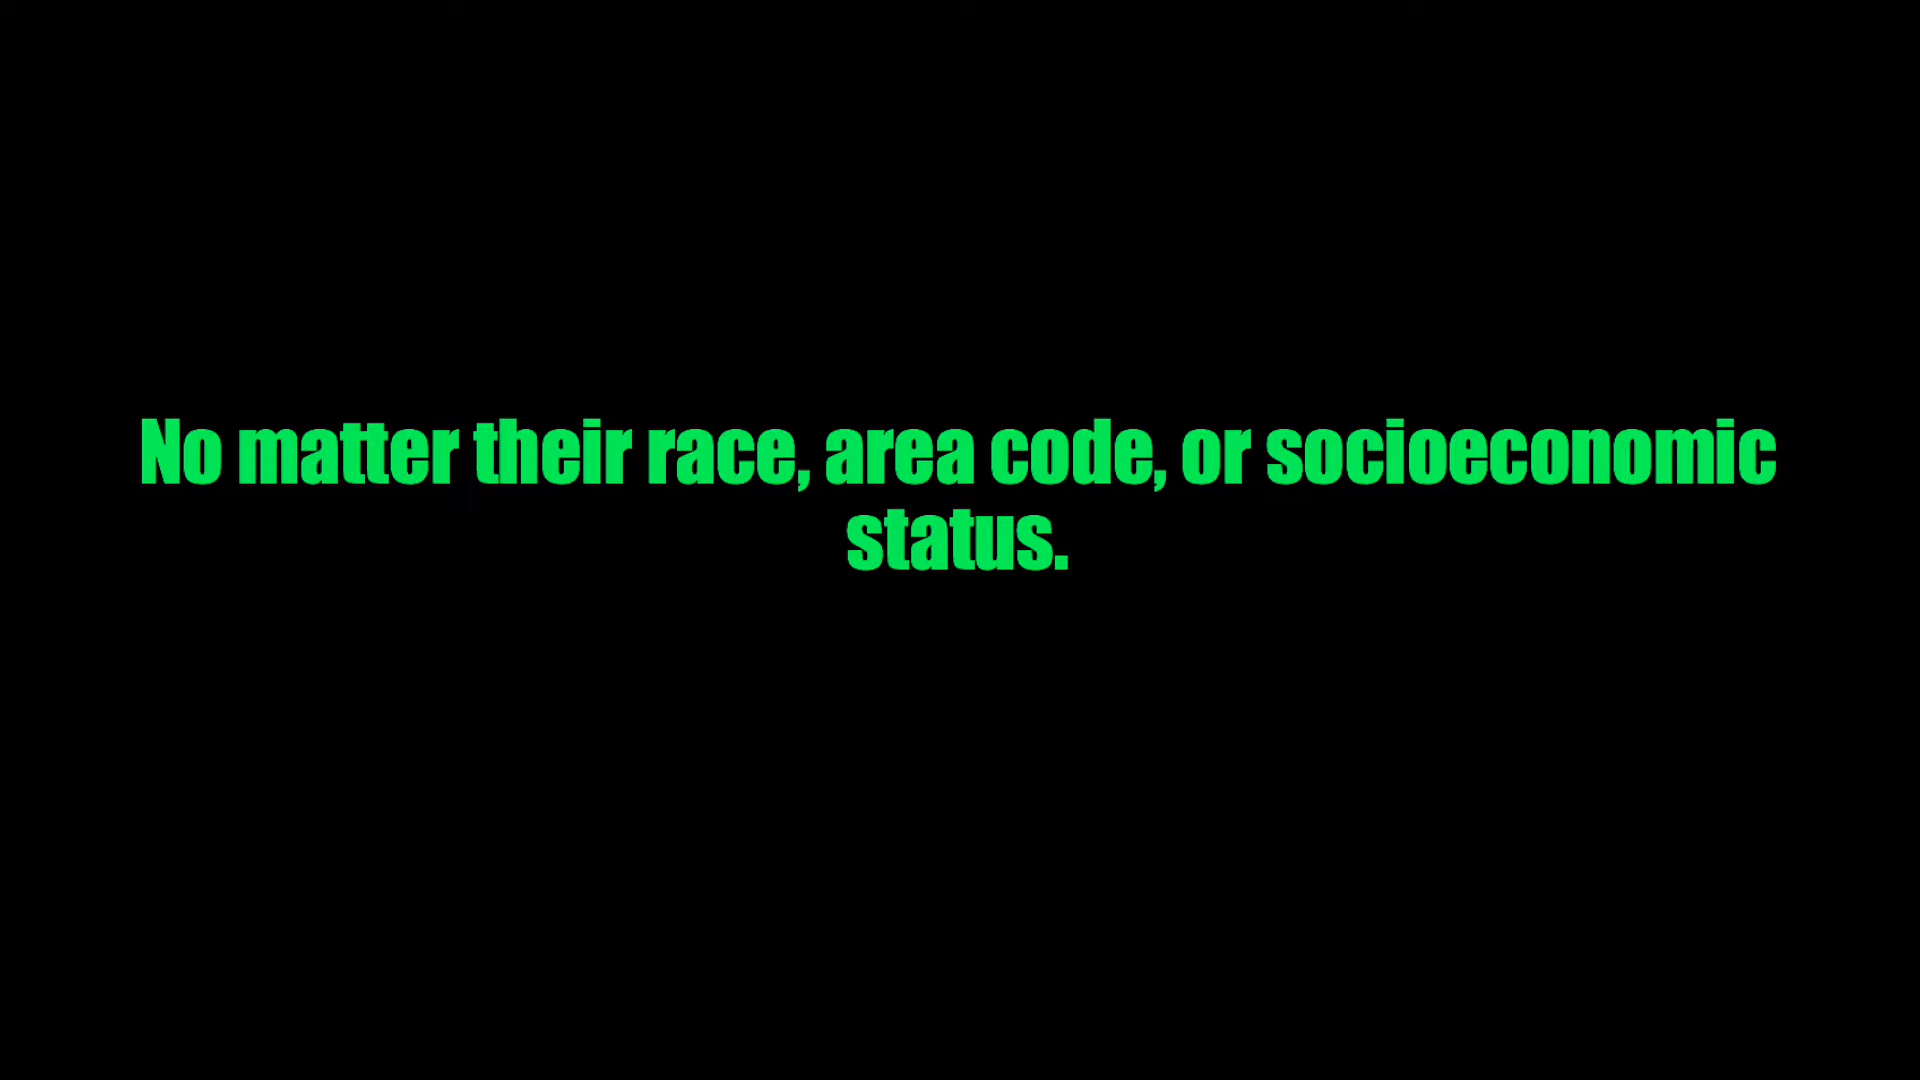 No matter their race, area code, or socioeconomic
status.